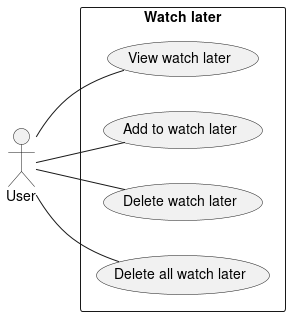 Watch later
View watch later
Add to watch later
User
Delete watch later
Delete all watch later